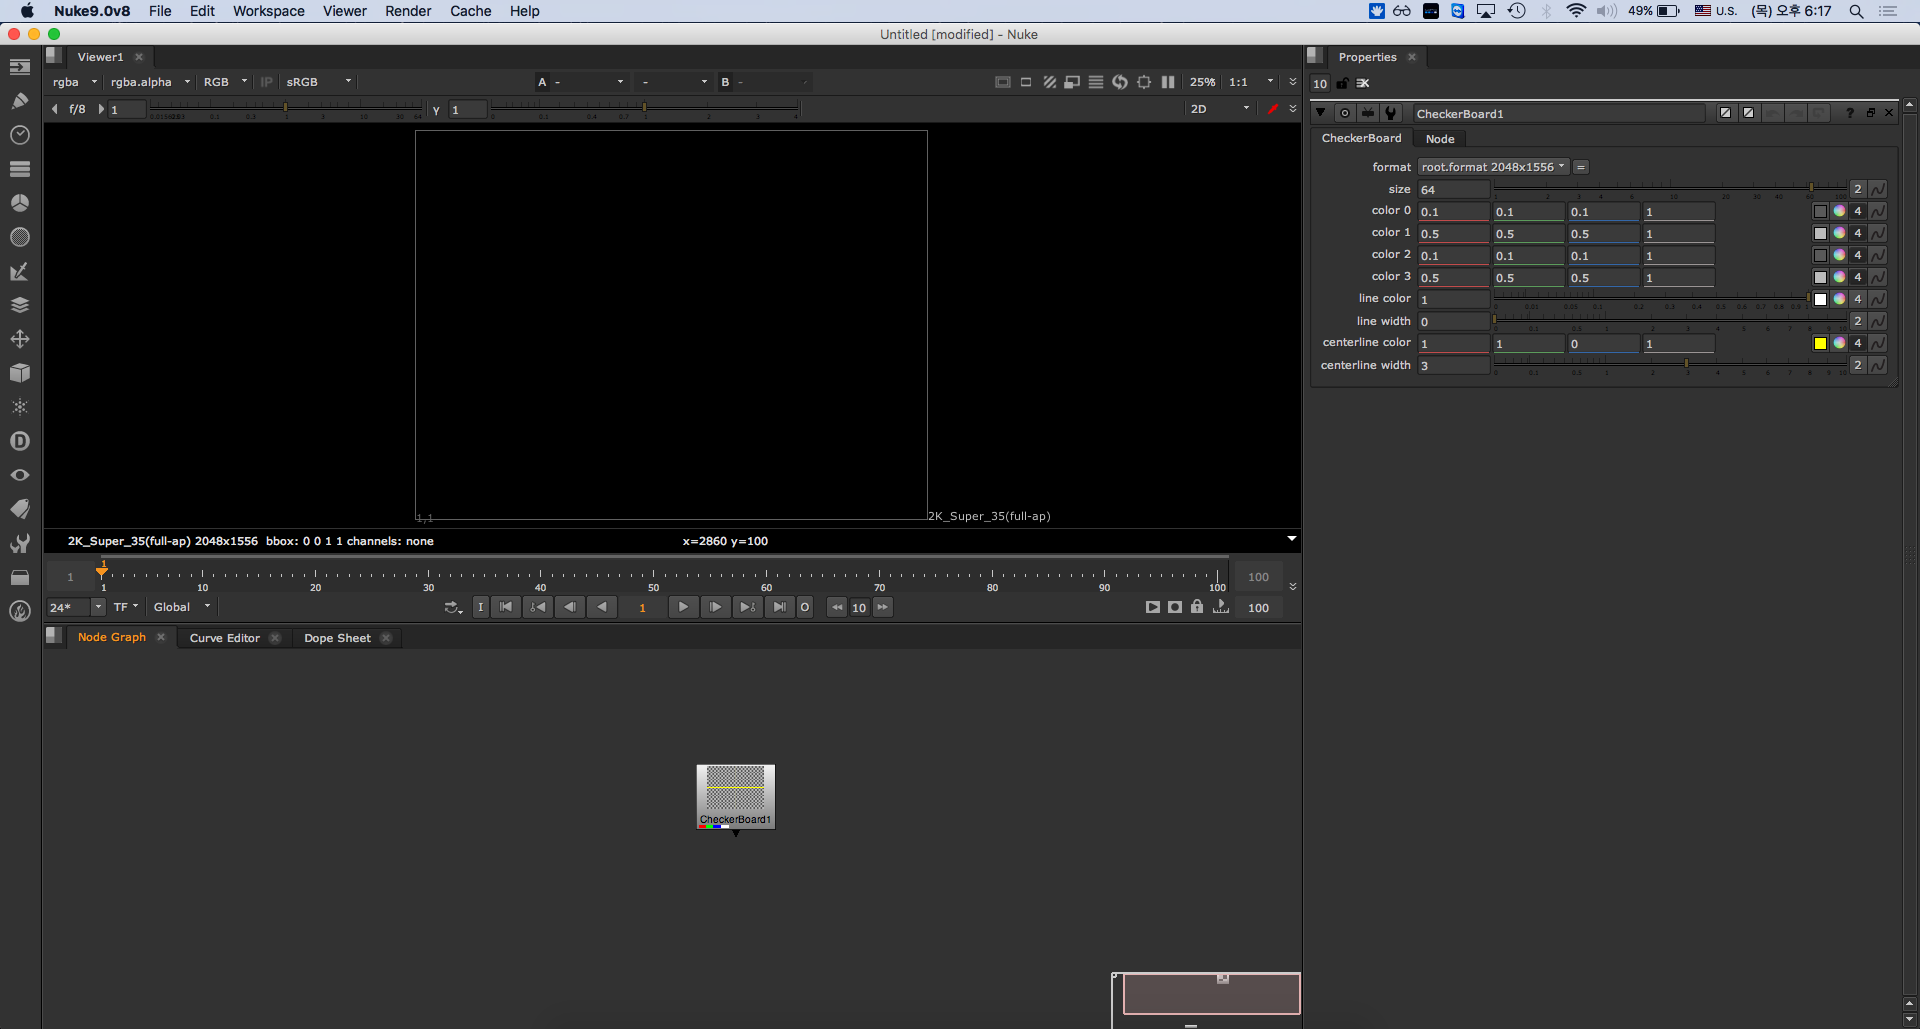 Nuke9.0v8 File Edit Workspace Viewer Render Cache Help 49% U.S. (목) 오후 6:17
Untitled [modified] - Nuke
Viewer1
rgba rgba.alpha RGB IP sRGB A - - B - 25% 1:1
f/8 1 γ 1 2D
1,1
2K_Super_35(full-ap)
2K_Super_35(full-ap) 2048x1556 bbox: 0 0 1 1 channels: none x=2860 y=100
1 1 100
1 10 20 30 40 50 60 70 80 90 100
24* TF Global I 1 O 10 100
Node Graph Curve Editor Dope Sheet
CheckerBoard1
Properties
10
CheckerBoard1 ?
CheckerBoard Node
format root.format 2048x1556 =
size 64 2
color 0 0.1 0.1 0.1 1 4
color 1 0.5 0.5 0.5 1 4
color 2 0.1 0.1 0.1 1 4
color 3 0.5 0.5 0.5 1 4
line color 1 4
line width 0 2
centerline color 1 1 0 1 4
centerline width 3 2